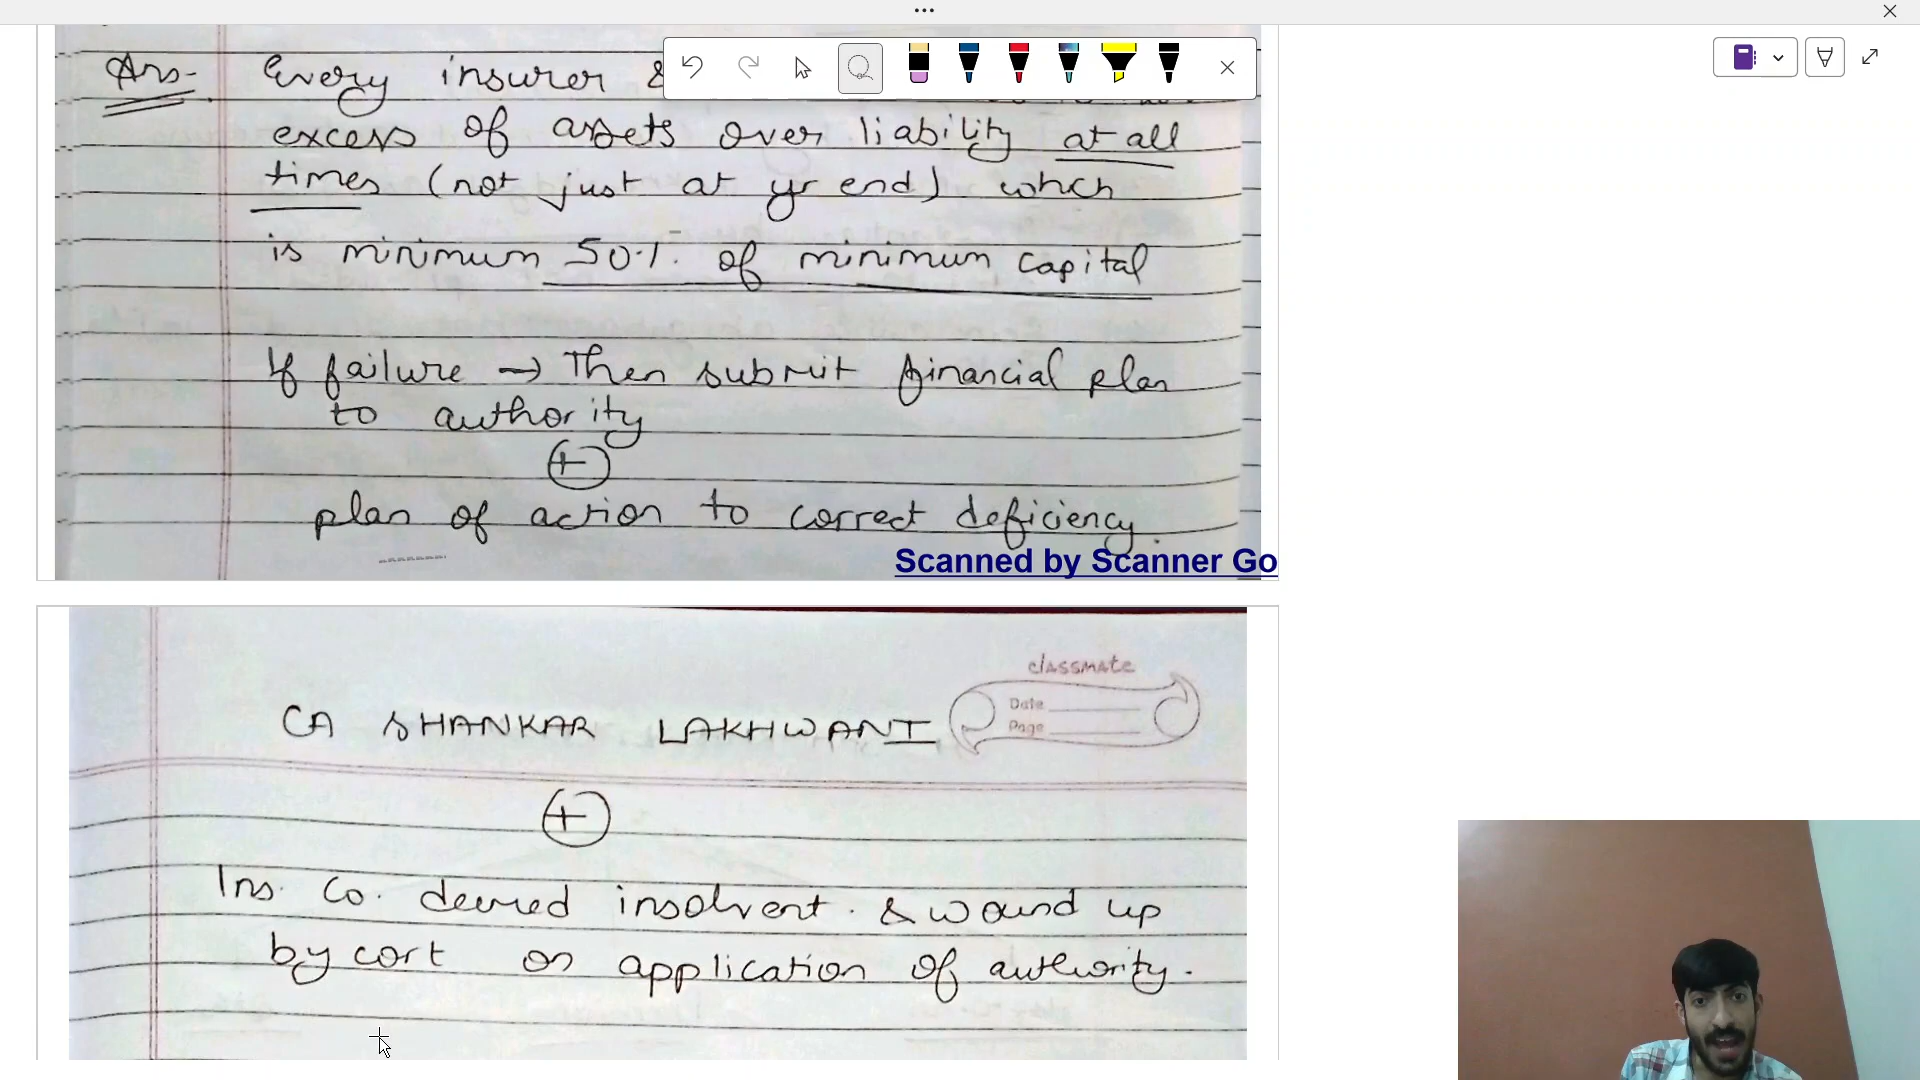 Ans- Every insurer &
excess of assets over liability at all
times (not just at yr end) which
is minimum 50% of minimum capital
If failure → Then submit financial plan
to authority
+
plan of action to correct deficiency.
Scanned by Scanner Go
classmate
Date
Page
CA SHANKAR LAKHWANI
+
Ins. Co. deemed insolvent. & wound up
by cort on application of authority.